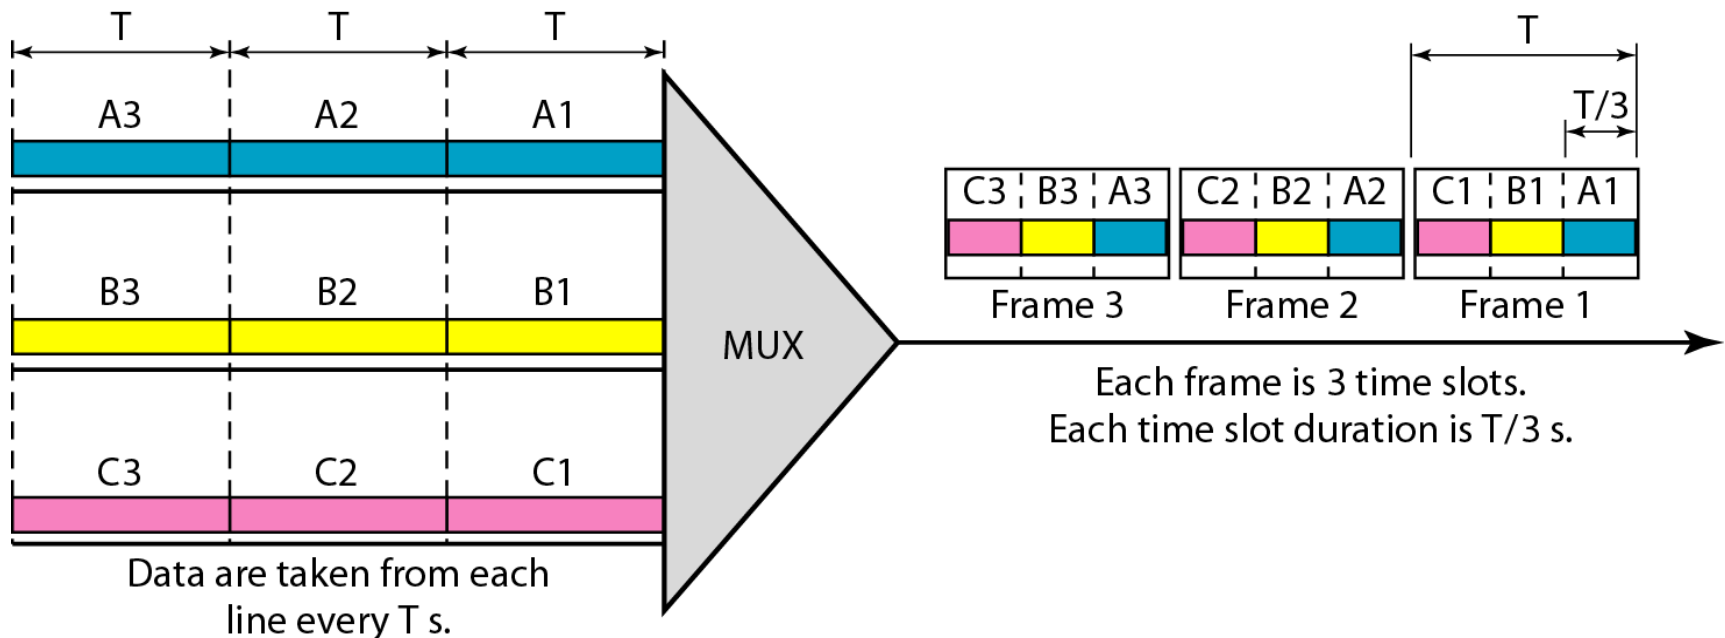 T T T
T
T/3
A3 A2 A1
C3 B3 A3 C2 B2 A2 C1 B1 A1
B3 B2 B1
Frame 3 Frame 2 Frame 1
MUX
Each frame is 3 time slots.
Each time slot duration is T/3 s.
C3 C2 C1
Data are taken from each
line every T s.